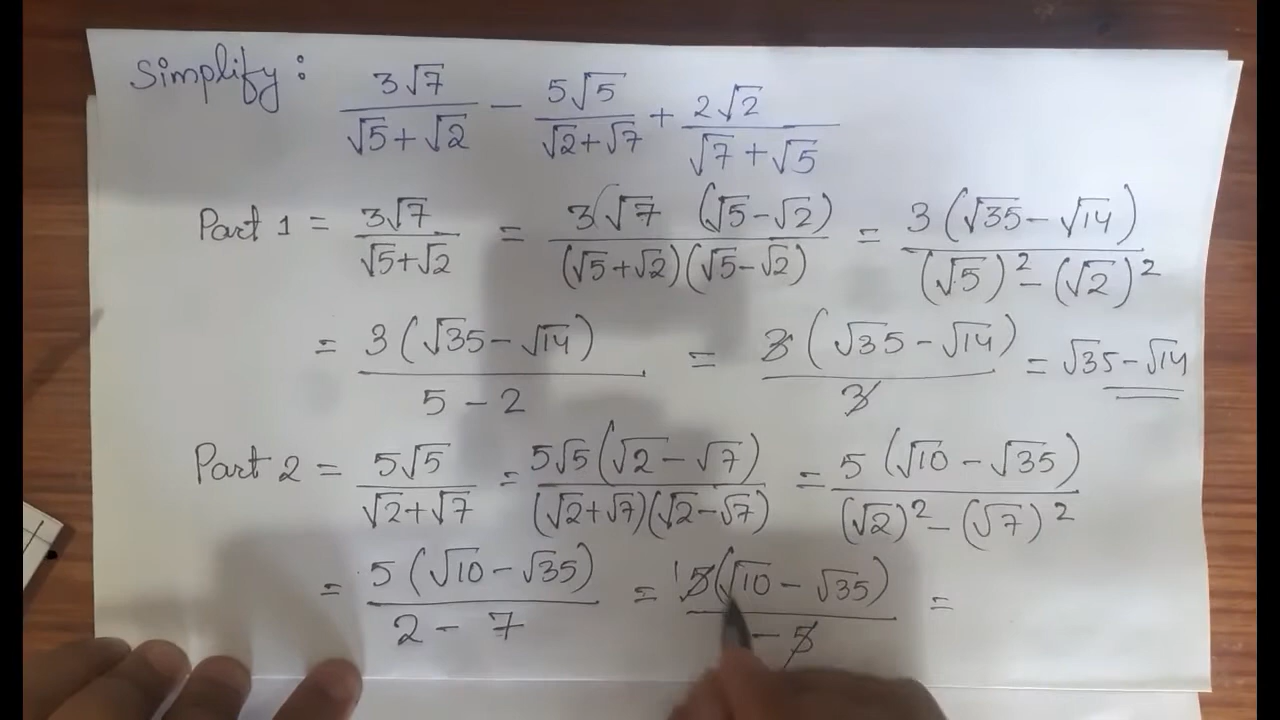 Simplify: 3√7/(√5+√2) − 5√5/(√2+√7) + 2√2/(√7+√5)
Part 1 = 3√7/(√5+√2) = 3(√7 (√5−√2)/(√5+√2)(√5−√2) = 3(√35−√14)/(√5)²−(√2)²
= 3(√35−√14)/5−2 = 3(√35−√14)/3 = √35−√14
Part 2 = 5√5/(√2+√7) = 5√5(√2−√7)/(√2+√7)(√2−√7) = 5(√10−√35)/(√2)²−(√7)²
= 5(√10−√35)/2−7 = ¹5(√10−√35)/−5 =